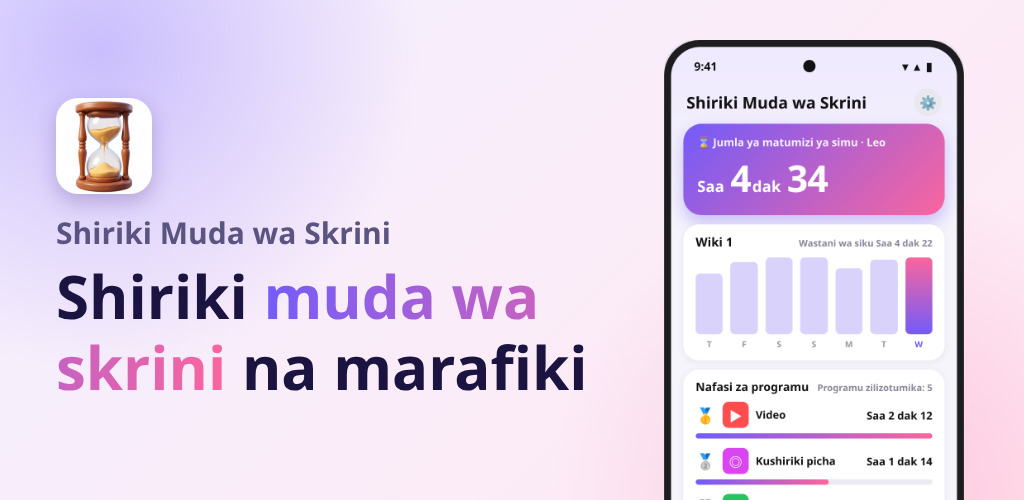 Shiriki Muda wa Skrini
Shiriki muda wa
skrini na marafiki
9:41
Shiriki Muda wa Skrini
Jumla ya matumizi ya simu · Leo
Saa 4 dak 34
Wiki 1 Wastani wa siku Saa 4 dak 22
T F S S M T W
Nafasi za programu Programu zilizotumika: 5
Video Saa 2 dak 12
Kushiriki picha Saa 1 dak 14